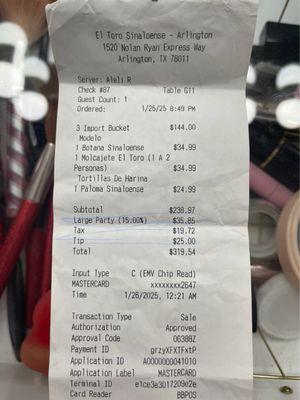 El Toro Sinaloense - Arlington
1520 Nolan Ryan Express Way
Arlington, TX 76011
Server: Aleli R
Check #87 Table G11
Guest Count: 1
Ordered: 1/25/25 8:49 PM
3 Import Bucket $144.00
Modelo
1 Botana Sinaloense $34.99
1 Molcajete El Toro (1 A 2 $34.99
Personas)
Tortillas De Harina
1 Paloma Sinaloense $24.99
Subtotal $238.97
Large Party (15.00%) $35.85
Tax $19.72
Tip $25.00
Total $319.54
Input Type C (EMV Chip Read)
MASTERCARD xxxxxxxx2647
Time 1/26/2025, 12:21 AM
Transaction Type Sale
Authorization Approved
Approval Code 06388Z
Payment ID grzyXFXTFxtP
Application ID A0000000041010
Application Label MASTERCARD
Terminal ID e1ce3e3017209e2e
Card Reader BBPOS